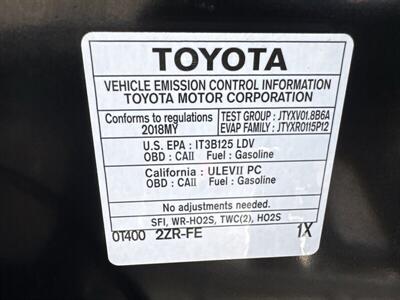 TOYOTA
VEHICLE EMISSION CONTROL INFORMATION
TOYOTA MOTOR CORPORATION
Conforms to regulations
2018MY
TEST GROUP : JTYXV01.8B6A
EVAP FAMILY : JTYXR0115P12
U.S. EPA : IT3B125 LDV
OBD : CAII Fuel : Gasoline
California : ULEVII PC
OBD : CAII Fuel : Gasoline
No adjustments needed.
SFI, WR-HO2S, TWC(2), HO2S
0T400 2ZR-FE 1X